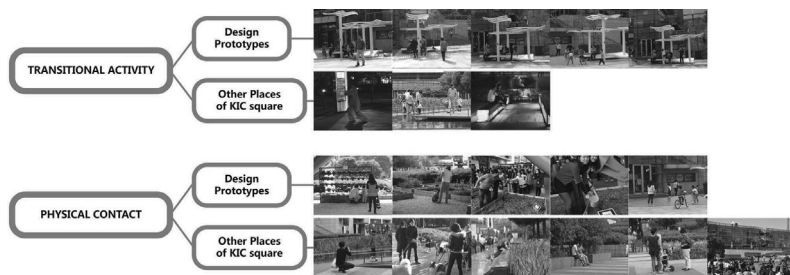 TRANSITIONAL ACTIVITY
Design
Prototypes
Other Places
of KIC square
PHYSICAL CONTACT
Design
Prototypes
Other Places
of KIC square